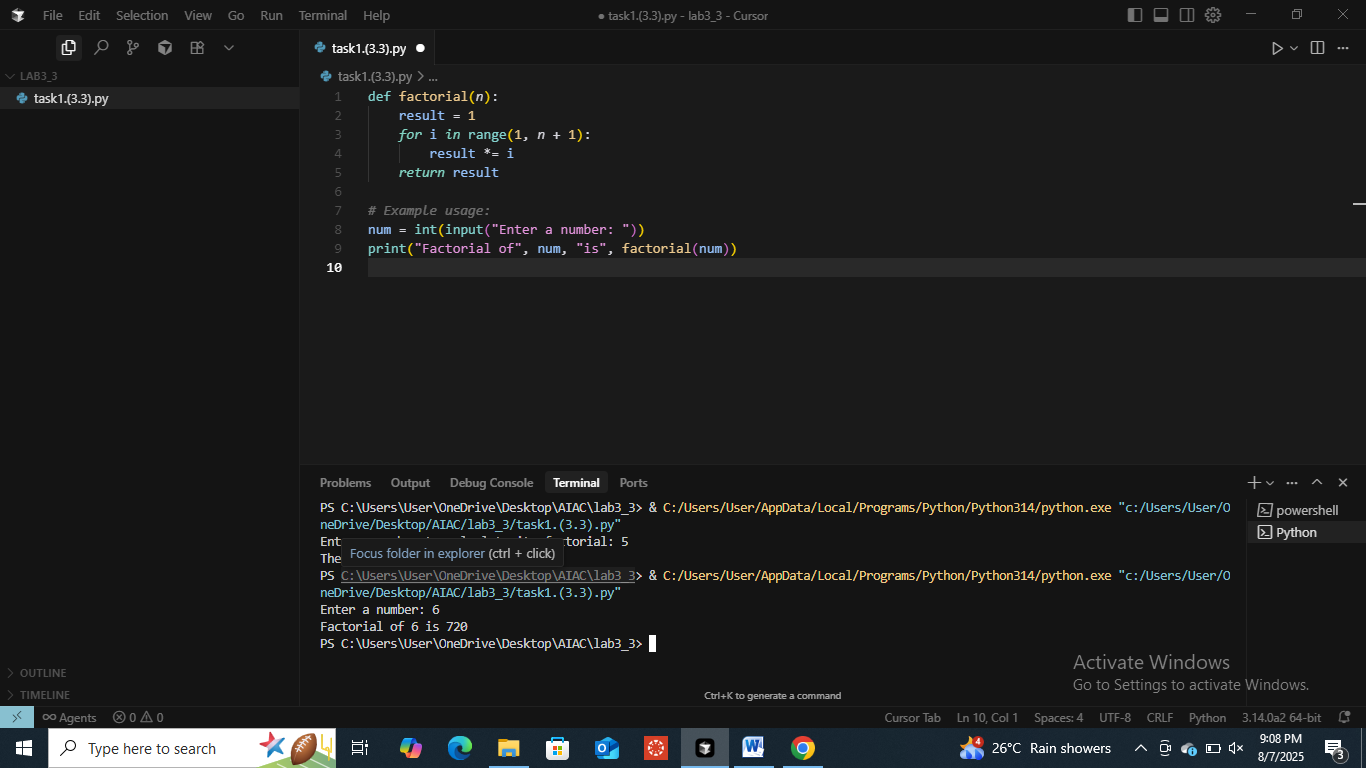 File Edit Selection View Go Run Terminal Help
● task1.(3.3).py - lab3_3 - Cursor
LAB3_3
task1.(3.3).py
task1.(3.3).py
task1.(3.3).py > ...
1 def factorial(n):
2 result = 1
3 for i in range(1, n + 1):
4 result *= i
5 return result
6
7 # Example usage:
8 num = int(input("Enter a number: "))
9 print("Factorial of", num, "is", factorial(num))
10
Problems Output Debug Console Terminal Ports
PS C:\Users\User\OneDrive\Desktop\AIAC\lab3_3> & C:/Users/User/AppData/Local/Programs/Python/Python314/python.exe "c:/Users/User/O
neDrive/Desktop/AIAC/lab3_3/task1.(3.3).py"
torial: 5
The
Focus folder in explorer (ctrl + click)
PS C:\Users\User\OneDrive\Desktop\AIAC\lab3_3> & C:/Users/User/AppData/Local/Programs/Python/Python314/python.exe "c:/Users/User/O
neDrive/Desktop/AIAC/lab3_3/task1.(3.3).py"
Enter a number: 6
Factorial of 6 is 720
PS C:\Users\User\OneDrive\Desktop\AIAC\lab3_3>
powershell
Python
Ctrl+K to generate a command
Activate Windows
Go to Settings to activate Windows.
OUTLINE
TIMELINE
Agents 0 0
Cursor Tab Ln 10, Col 1 Spaces: 4 UTF-8 CRLF Python 3.14.0a2 64-bit
Type here to search
4
26°C Rain showers
9:08 PM
8/7/2025
3